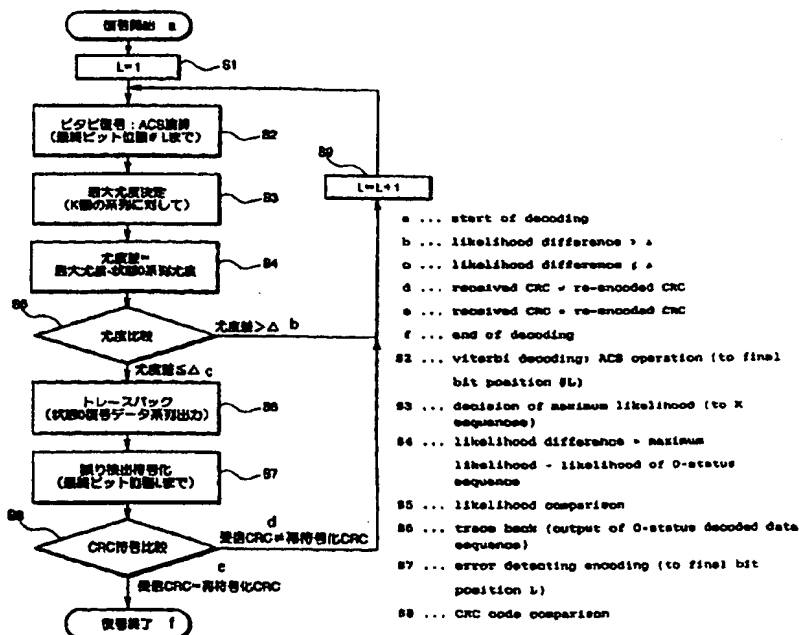 復号開始 a
L=1
S1
ビタビ復号：ACS演算
(最終ビット位置#Lまで)
S2
最大尤度決定
(K個の系列に対して)
S3
尤度差=
最大尤度-状態0系列尤度
S4
S5
尤度比較
尤度差>△ b
尤度差≦△ c
トレースバック
(状態0復号データ系列出力)
S6
誤り検出符号化
(最終ビット位置Lまで)
S7
S8
CRC符号比較
d
受信CRC≠再符号化CRC
e
受信CRC=再符号化CRC
復号終了 f
S9
L=L+1
a ... start of decoding
b ... likelihood difference > △
c ... likelihood difference ≦ △
d ... received CRC ≠ re-encoded CRC
e ... received CRC = re-encoded CRC
f ... end of decoding
S2 ... viterbi decoding: ACS operation (to final
bit position #L)
S3 ... decision of maximum likelihood (to K
sequences)
S4 ... likelihood difference = maximum
likelihood - likelihood of 0-status
sequence
S5 ... likelihood comparison
S6 ... trace back (output of 0-status decoded data
sequence)
S7 ... error detecting encoding (to final bit
position L)
S8 ... CRC code comparison